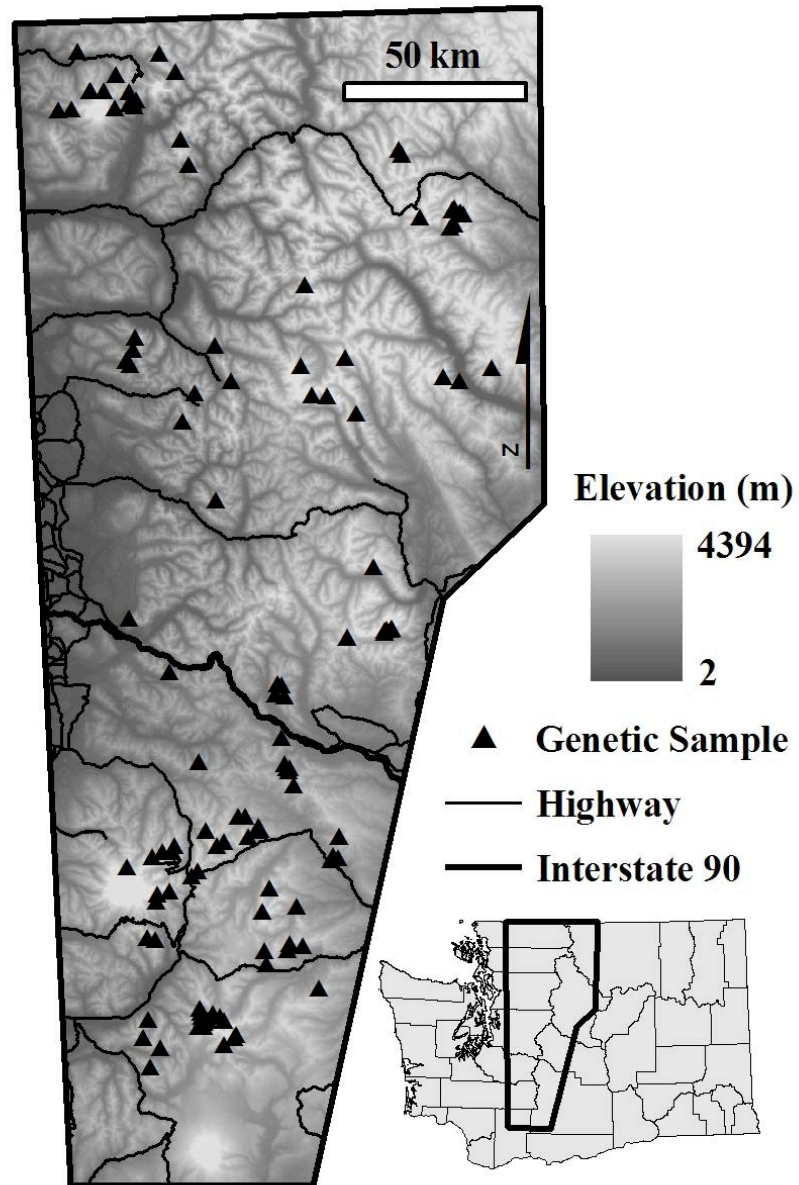 50 km
N
Elevation (m)
4394
2
Genetic Sample
Highway
Interstate 90